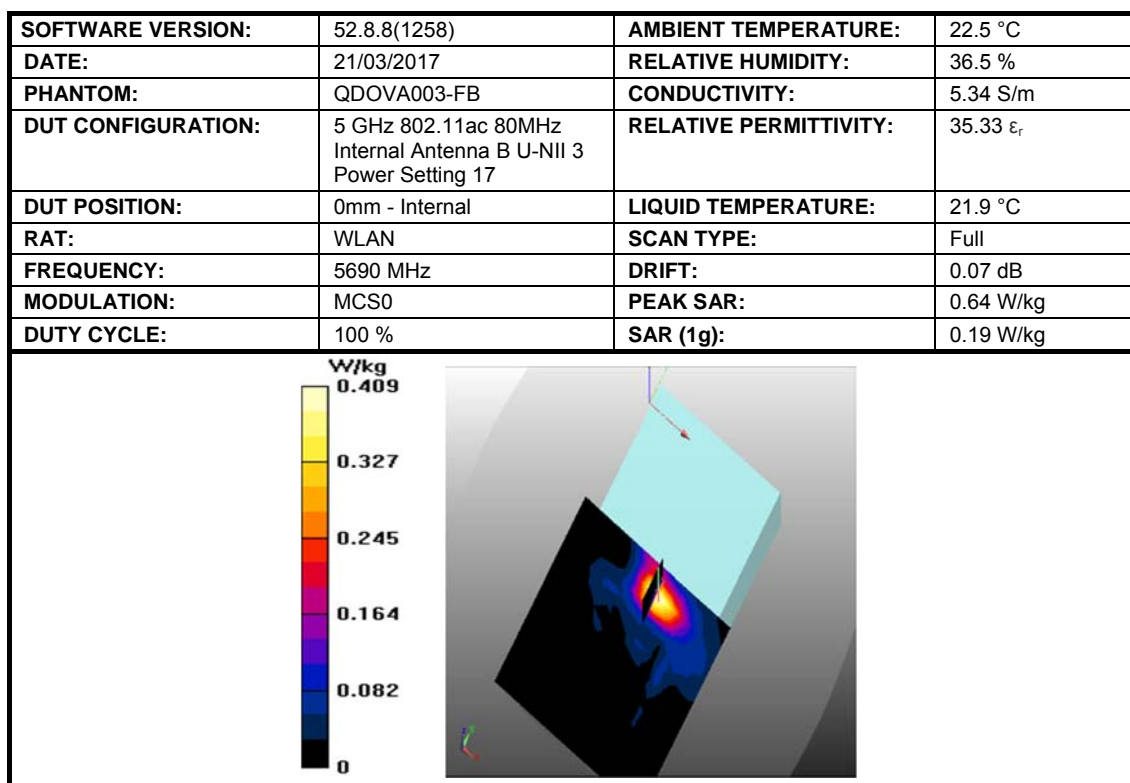 SOFTWARE VERSION: 52.8.8(1258) AMBIENT TEMPERATURE: 22.5 °C
DATE: 21/03/2017 RELATIVE HUMIDITY: 36.5 %
PHANTOM: QDOVA003-FB CONDUCTIVITY: 5.34 S/m
DUT CONFIGURATION: 5 GHz 802.11ac 80MHz RELATIVE PERMITTIVITY: 35.33 εr
Internal Antenna B U-NII 3
Power Setting 17
DUT POSITION: 0mm - Internal LIQUID TEMPERATURE: 21.9 °C
RAT: WLAN SCAN TYPE: Full
FREQUENCY: 5690 MHz DRIFT: 0.07 dB
MODULATION: MCS0 PEAK SAR: 0.64 W/kg
DUTY CYCLE: 100 % SAR (1g): 0.19 W/kg
W/kg
0.409
0.327
0.245
0.164
0.082
0